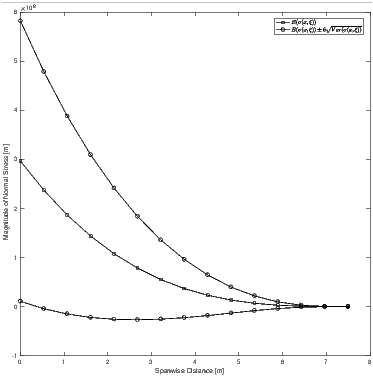 ×10⁸
6
5
4
3
2
1
0
-1
Magnitude of Normal Stress [m]
0 1 2 3 4 5 6 7 8
Spanwise Distance [m]
E(σ(x,ξ))
E(σ(x,ξ)) ± 6√Var(σ(x,ξ))